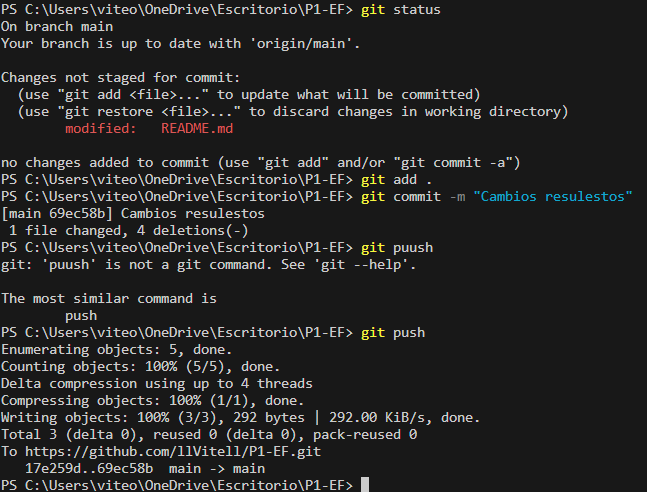 PS C:\Users\viteo\OneDrive\Escritorio\P1-EF> git status
On branch main
Your branch is up to date with 'origin/main'.
Changes not staged for commit:
(use "git add <file>..." to update what will be committed)
(use "git restore <file>..." to discard changes in working directory)
modified: README.md
no changes added to commit (use "git add" and/or "git commit -a")
PS C:\Users\viteo\OneDrive\Escritorio\P1-EF> git add .
PS C:\Users\viteo\OneDrive\Escritorio\P1-EF> git commit -m "Cambios resulestos"
[main 69ec58b] Cambios resulestos
1 file changed, 4 deletions(-)
PS C:\Users\viteo\OneDrive\Escritorio\P1-EF> git puush
git: 'puush' is not a git command. See 'git --help'.
The most similar command is
push
PS C:\Users\viteo\OneDrive\Escritorio\P1-EF> git push
Enumerating objects: 5, done.
Counting objects: 100% (5/5), done.
Delta compression using up to 4 threads
Compressing objects: 100% (1/1), done.
Writing objects: 100% (3/3), 292 bytes | 292.00 KiB/s, done.
Total 3 (delta 0), reused 0 (delta 0), pack-reused 0
To https://github.com/llVitell/P1-EF.git
17e259d..69ec58b main -> main
PS C:\Users\viteo\OneDrive\Escritorio\P1-EF>